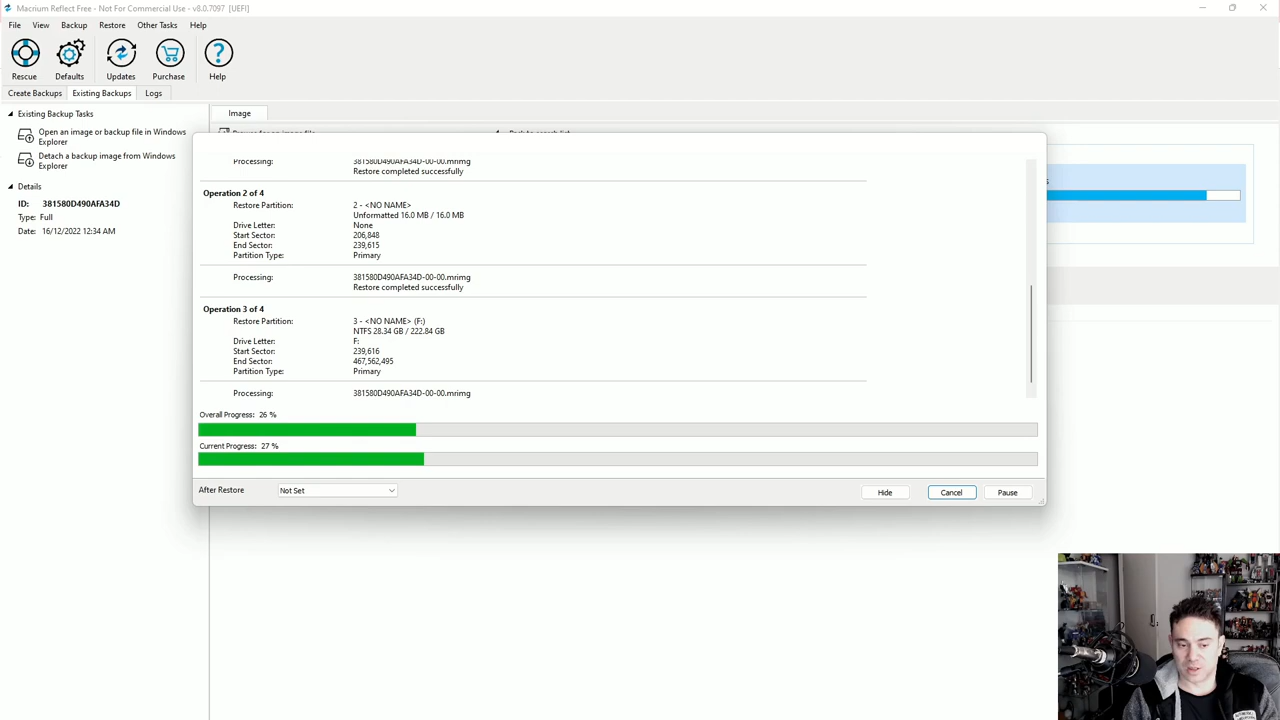 Macrium Reflect Free - Not For Commercial Use - v8.0.7097 [UEFI]
File View Backup Restore Other Tasks Help
Rescue Defaults Updates Purchase Help
Create Backups Existing Backups Logs
Existing Backup Tasks
Open an image or backup file in Windows
Explorer
Detach a backup image from Windows
Explorer
Details
ID: 381580D490AFA34D
Type: Full
Date: 16/12/2022 12:34 AM
Image
Processing: 381580D490AFA34D-00-00.mrimg
Restore completed successfully
Operation 2 of 4
Restore Partition: 2 - <NO NAME>
Unformatted 16.0 MB / 16.0 MB
Drive Letter: None
Start Sector: 206,848
End Sector: 239,615
Partition Type: Primary
Processing: 381580D490AFA34D-00-00.mrimg
Restore completed successfully
Operation 3 of 4
Restore Partition: 3 - <NO NAME> (F:)
NTFS 28.34 GB / 222.84 GB
Drive Letter: F:
Start Sector: 239,616
End Sector: 467,562,495
Partition Type: Primary
Processing: 381580D490AFA34D-00-00.mrimg
Overall Progress: 26 %
Current Progress: 27 %
After Restore Not Set Hide Cancel Pause